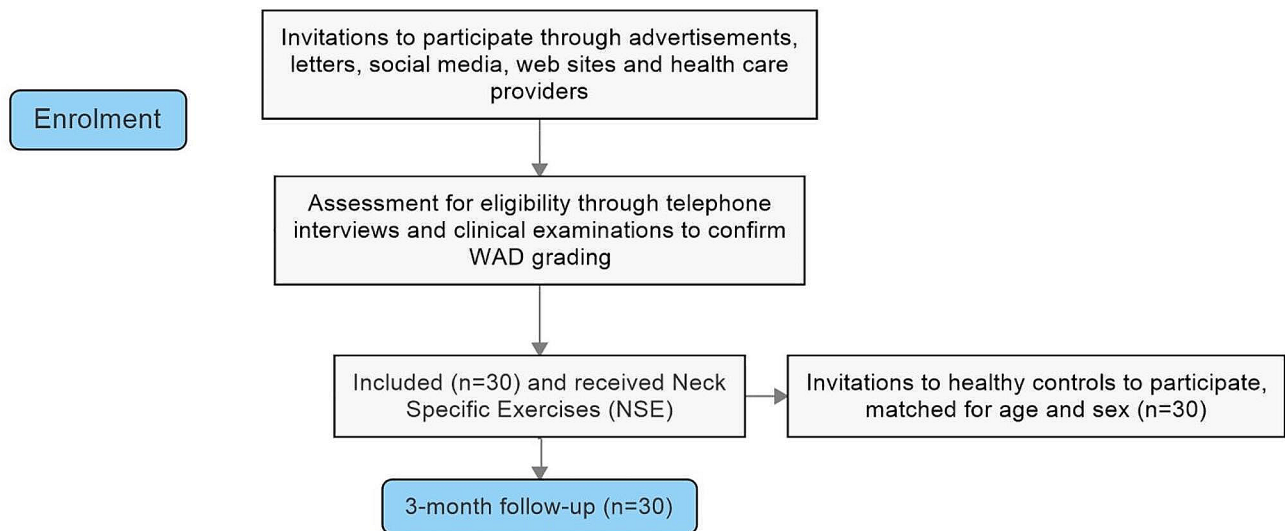 Invitations to participate through advertisements,
letters, social media, web sites and health care
providers
Enrolment
Assessment for eligibility through telephone
interviews and clinical examinations to confirm
WAD grading
Included (n=30) and received Neck
Specific Exercises (NSE)
Invitations to healthy controls to participate,
matched for age and sex (n=30)
3-month follow-up (n=30)